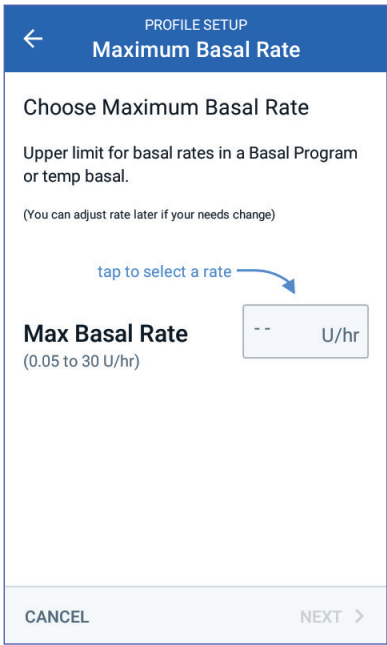 PROFILE SETUP
Maximum Basal Rate
Choose Maximum Basal Rate
Upper limit for basal rates in a Basal Program
or temp basal.
(You can adjust rate later if your needs change)
tap to select a rate
Max Basal Rate
-- U/hr
(0.05 to 30 U/hr)
CANCEL
NEXT